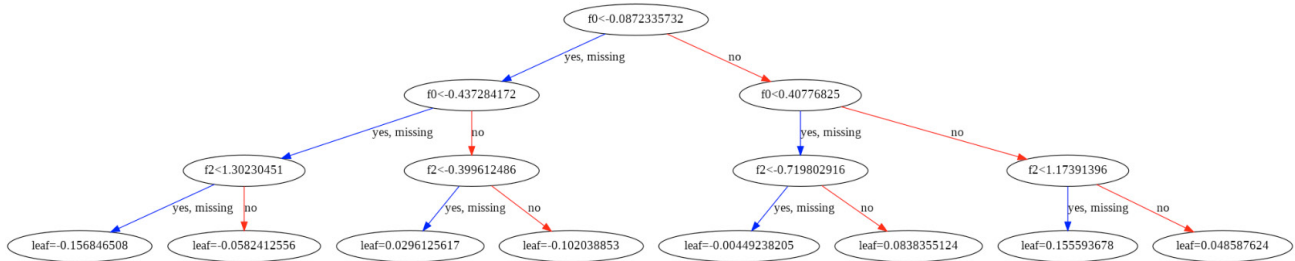 f0<-0.0872335732
yes, missing
no
f0<-0.437284172
f0<0.40776825
yes, missing
no
yes, missing
no
f2<1.30230451
f2<-0.399612486
f2<-0.719802916
f2<1.17391396
yes, missing
no
yes, missing
no
yes, missing
no
yes, missing
no
leaf=-0.156846508
leaf=-0.0582412556
leaf=0.0296125617
leaf=-0.102038853
leaf=-0.00449238205
leaf=0.0838355124
leaf=0.155593678
leaf=0.048587624